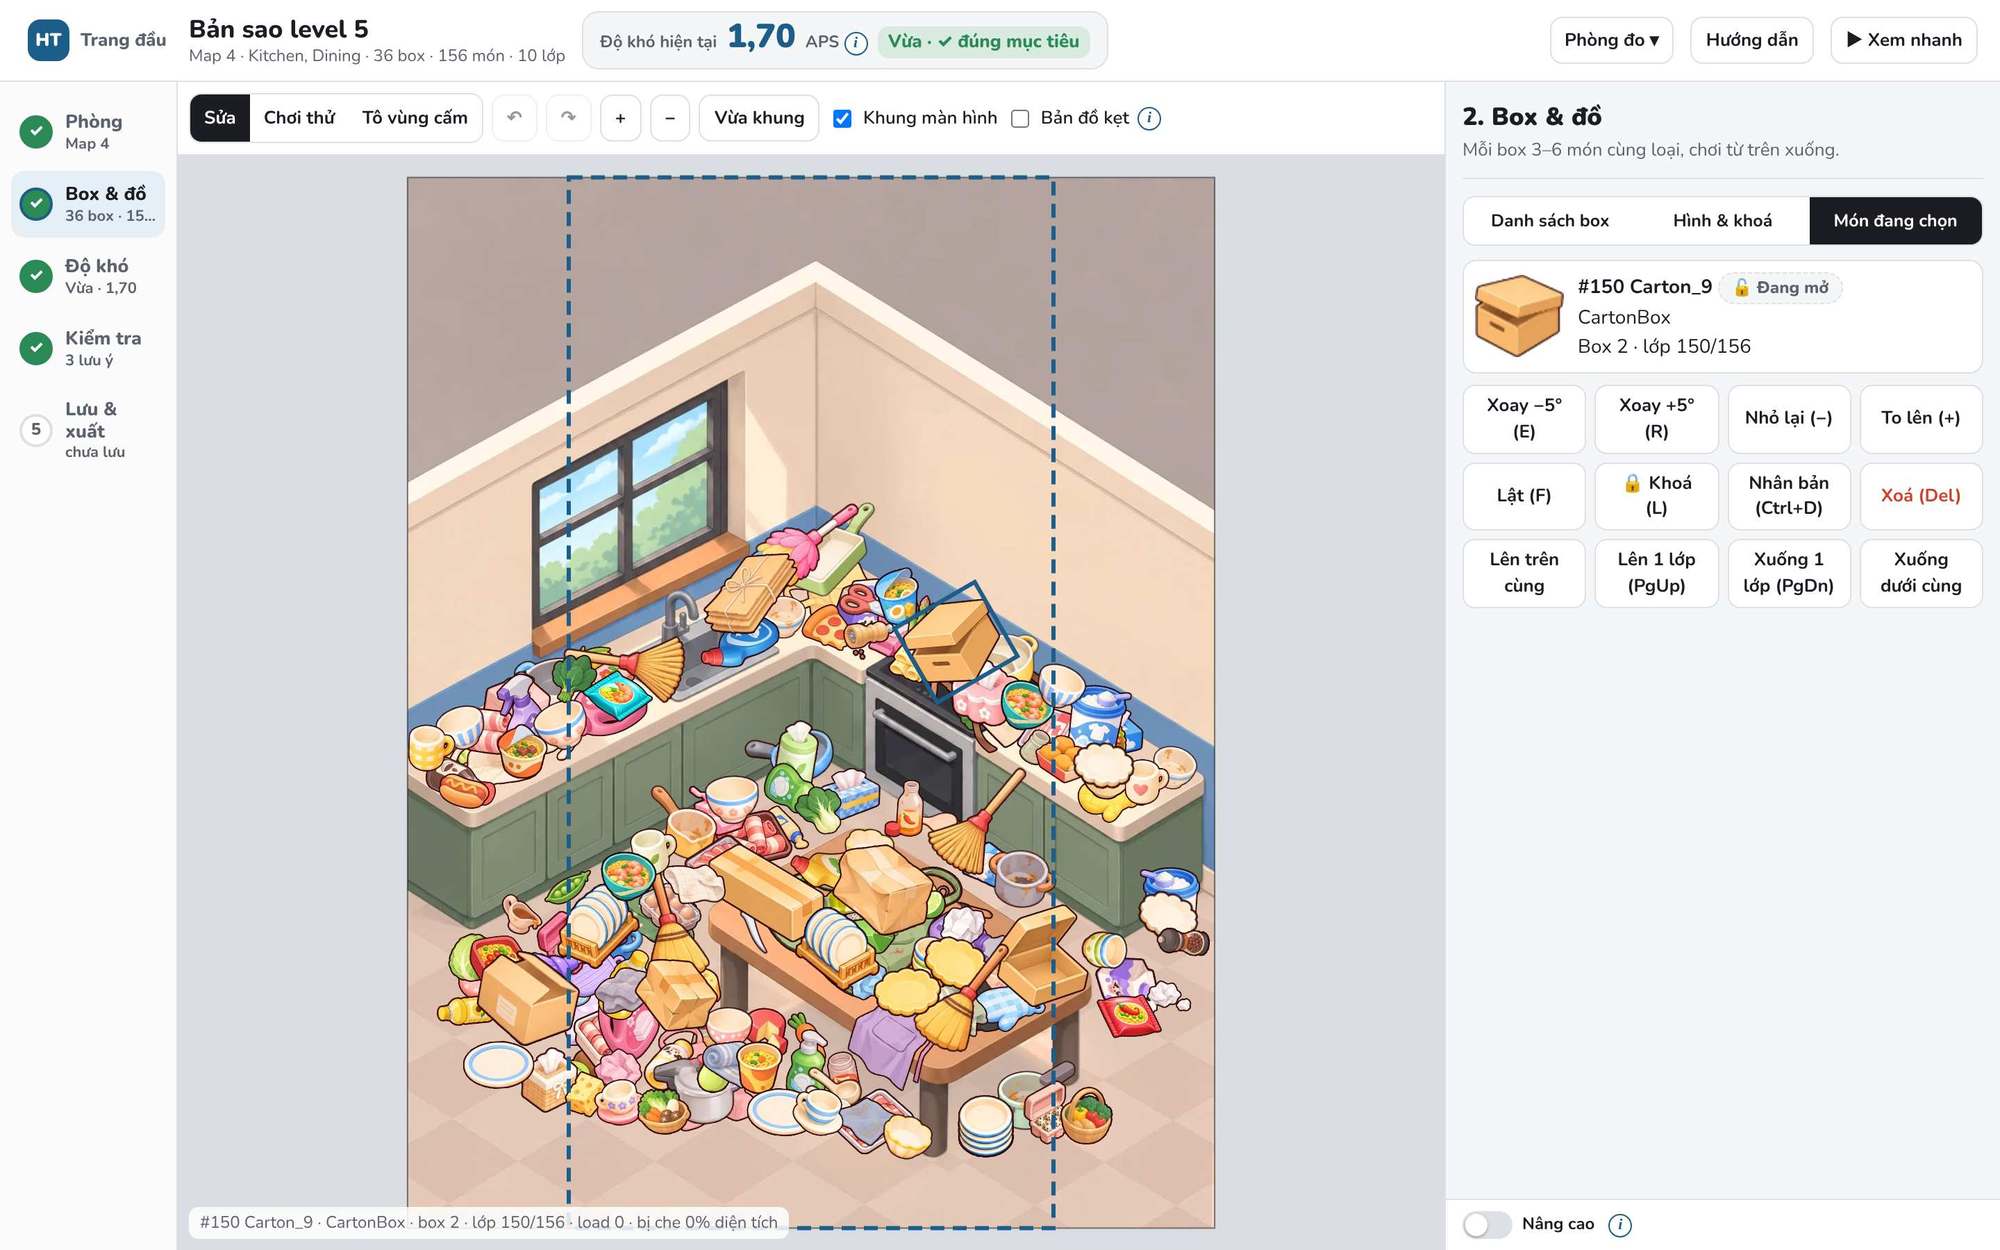 HT Trang đầu
Bản sao level 5
Map 4 · Kitchen, Dining · 36 box · 156 món · 10 lớp
Độ khó hiện tại 1,70 APS i Vừa · ✓ đúng mục tiêu
Phòng đo ▾
Hướng dẫn
▶ Xem nhanh
Phòng
Map 4
Box & đồ
36 box · 15...
Độ khó
Vừa · 1,70
Kiểm tra
3 lưu ý
5
Lưu &
xuất
chưa lưu
Sửa
Chơi thử
Tô vùng cấm
↶
↷
+
−
Vừa khung
Khung màn hình
Bản đồ kẹt i
#150 Carton_9 · CartonBox · box 2 · lớp 150/156 · load 0 · bị che 0% diện tích
2. Box & đồ
Mỗi box 3–6 món cùng loại, chơi từ trên xuống.
Danh sách box
Hình & khoá
Món đang chọn
#150 Carton_9 🔓 Đang mở
CartonBox
Box 2 · lớp 150/156
Xoay −5°
(E)
Xoay +5°
(R)
Nhỏ lại (−)
To lên (+)
Lật (F)
🔒 Khoá
(L)
Nhân bản
(Ctrl+D)
Xoá (Del)
Lên trên
cùng
Lên 1 lớp
(PgUp)
Xuống 1
lớp (PgDn)
Xuống
dưới cùng
Nâng cao i